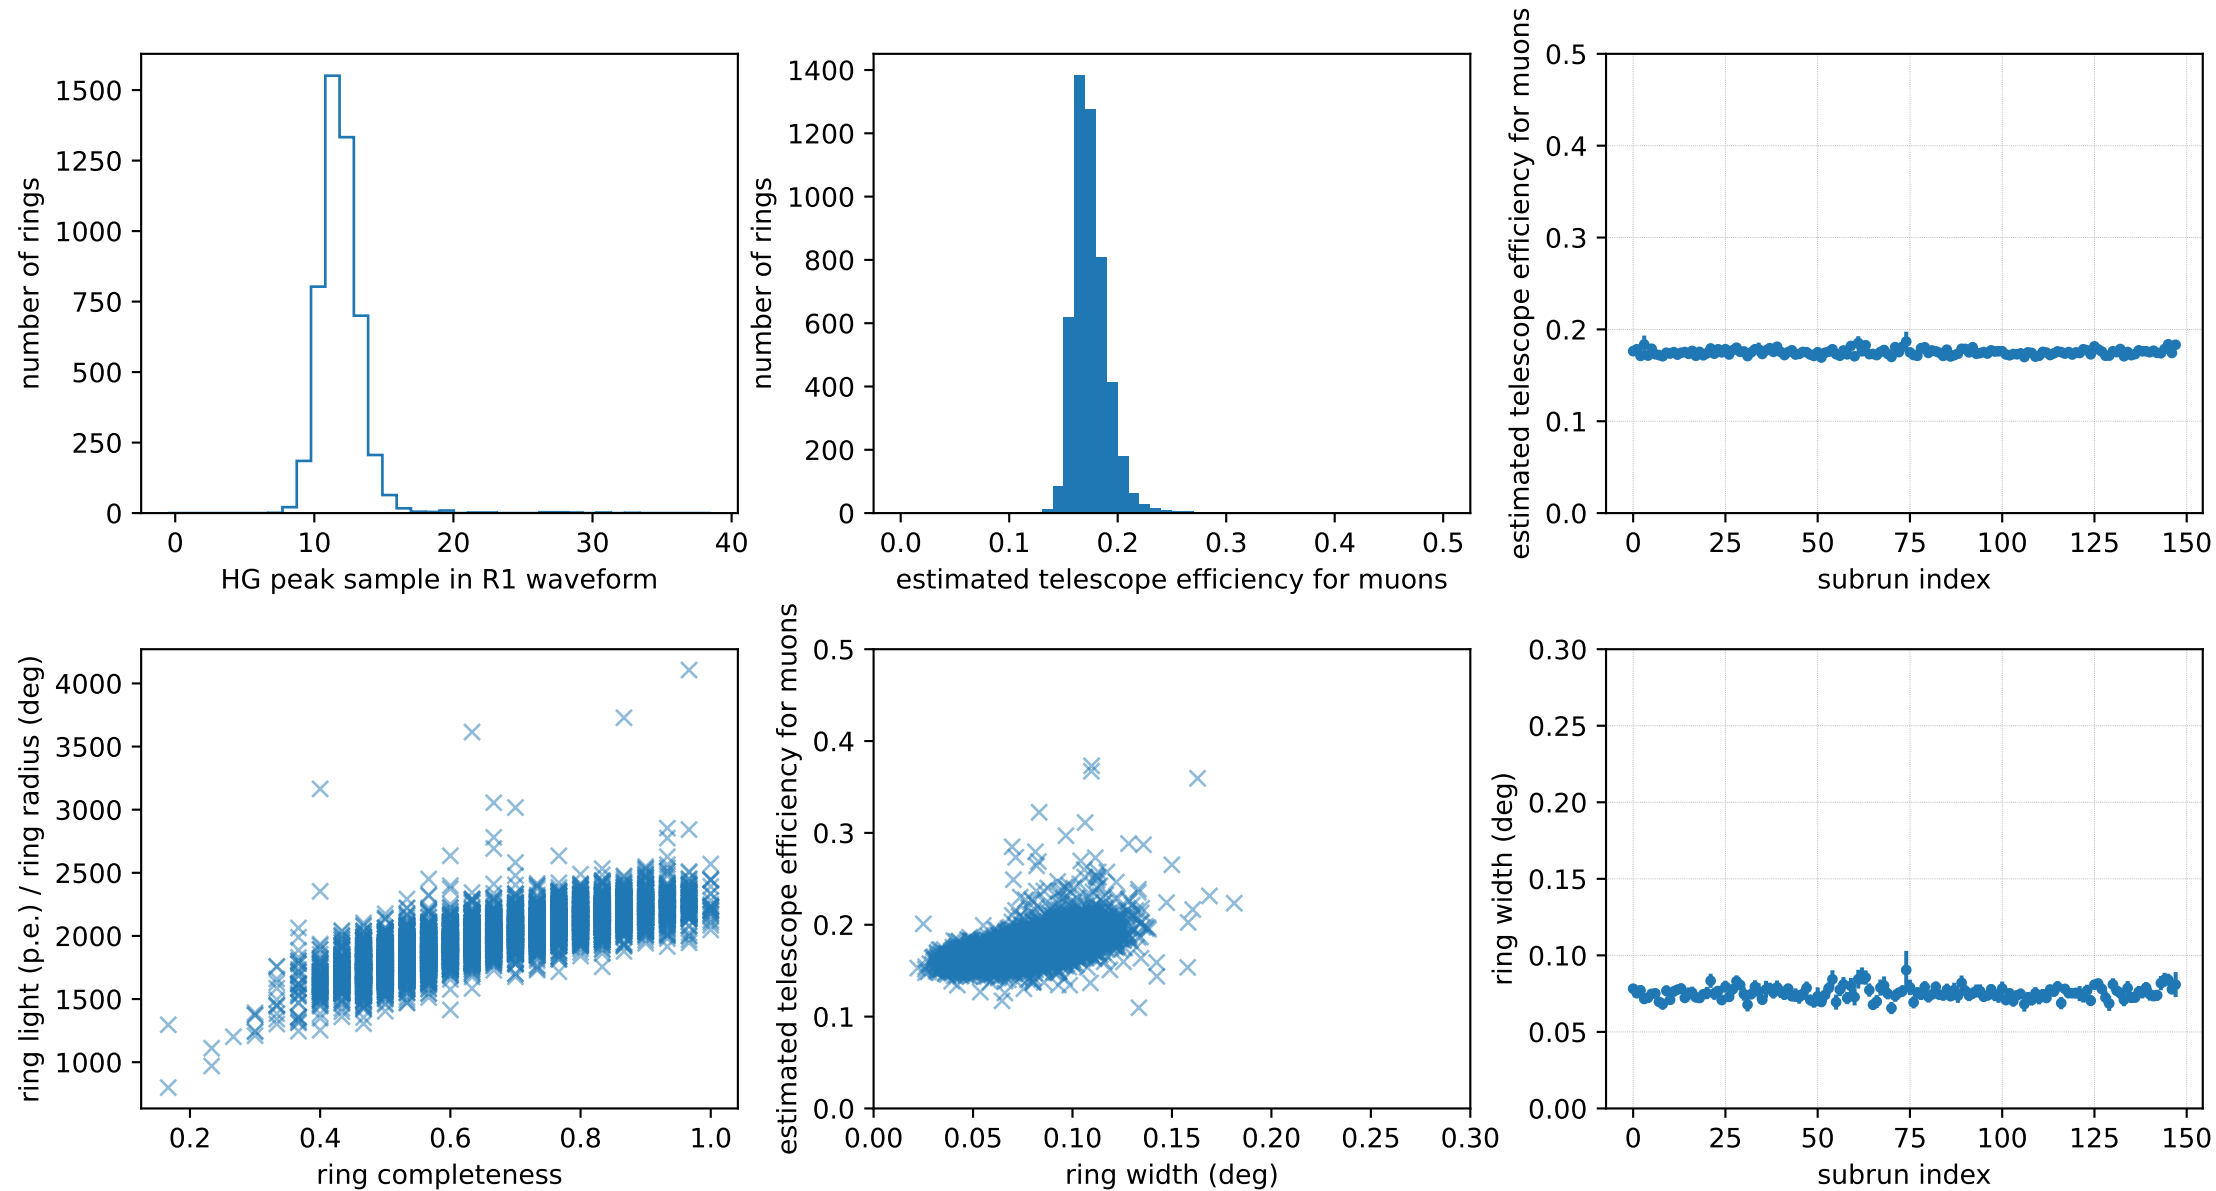 number of rings
1500
1250
1000
750
500
250
0
0 10 20 30 40
HG peak sample in R1 waveform
number of rings
1400
1200
1000
800
600
400
200
0
0.0 0.1 0.2 0.3 0.4 0.5
estimated telescope efficiency for muons
estimated telescope efficiency for muons
0.5
0.4
0.3
0.2
0.1
0.0
0 25 50 75 100 125 150
subrun index
ring light (p.e.) / ring radius (deg)
4000
3500
3000
2500
2000
1500
1000
0.2 0.4 0.6 0.8 1.0
ring completeness
estimated telescope efficiency for muons
0.5
0.4
0.3
0.2
0.1
0.0
0.00 0.05 0.10 0.15 0.20 0.25 0.30
ring width (deg)
ring width (deg)
0.30
0.25
0.20
0.15
0.10
0.05
0.00
0 25 50 75 100 125 150
subrun index